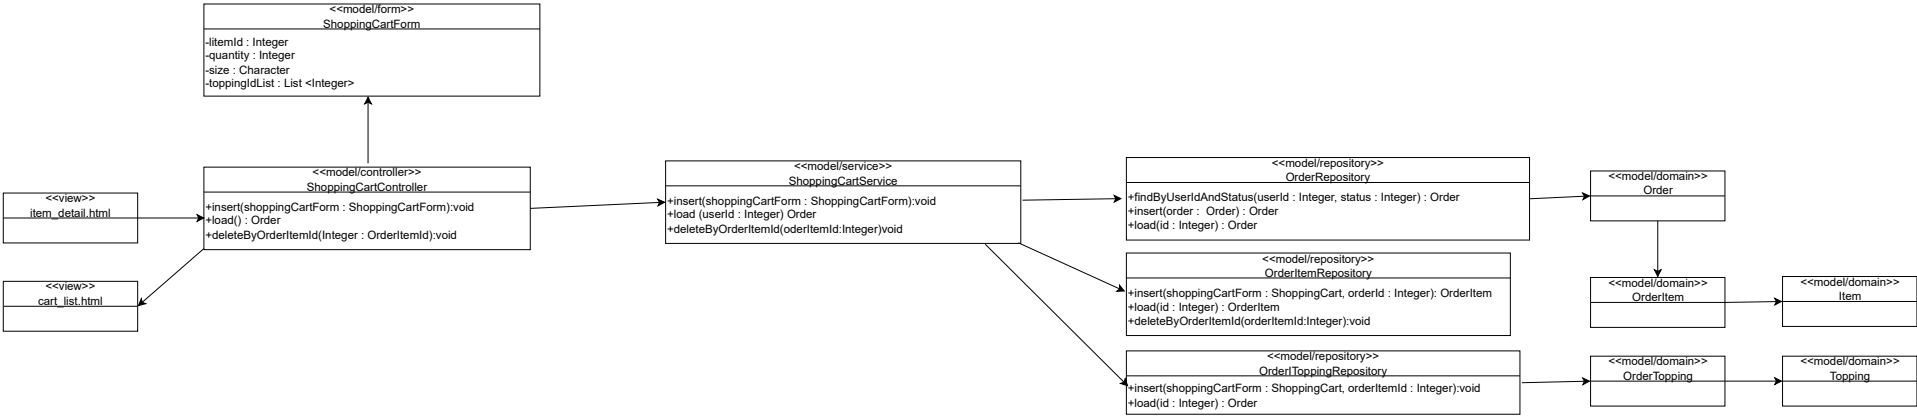 <<model/form>>
ShoppingCartForm
-litemId : Integer
-quantity : Integer
-size : Character
-toppingIdList : List <Integer>
<<view>>
item_detail.html
<<view>>
cart_list.html
<<model/controller>>
ShoppingCartController
+insert(shoppingCartForm : ShoppingCartForm):void
+load() : Order
+deleteByOrderItemId(Integer : OrderItemId):void
<<model/service>>
ShoppingCartService
+insert(shoppingCartForm : ShoppingCartForm):void
+load (userId : Integer) Order
+deleteByOrderItemId(oderItemId:Integer)void
<<model/repository>>
OrderRepository
+findByUserIdAndStatus(userId : Integer, status : Integer) : Order
+insert(order :  Order) : Order
+load(id : Integer) : Order
<<model/repository>>
OrderItemRepository
+insert(shoppingCartForm : ShoppingCart, orderId : Integer): OrderItem
+load(id : Integer) : OrderItem
+deleteByOrderItemId(orderItemId:Integer):void
<<model/repository>>
OrderIToppingRepository
+insert(shoppingCartForm : ShoppingCart, orderItemId : Integer):void
+load(id : Integer) : Order
<<model/domain>>
Order
<<model/domain>>
OrderItem
<<model/domain>>
Item
<<model/domain>>
OrderTopping
<<model/domain>>
Topping